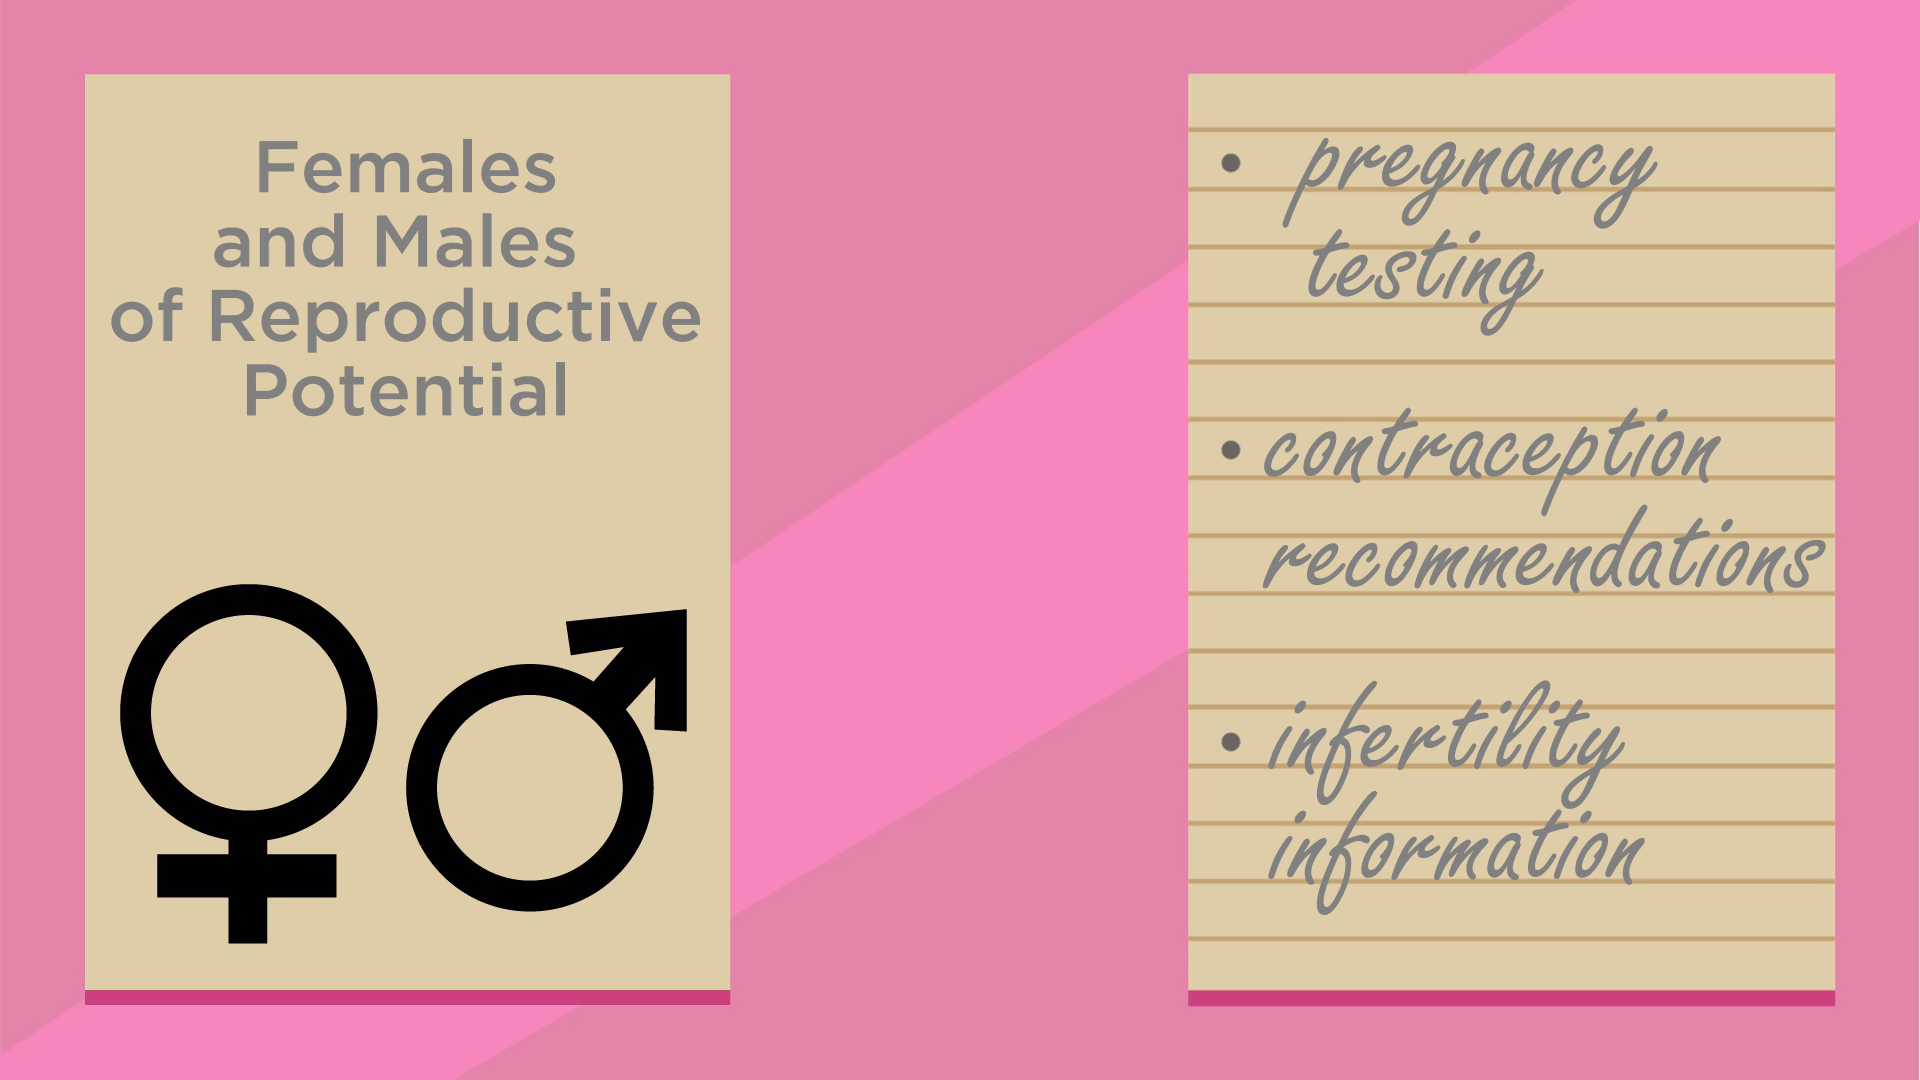 Females
and Males
of Reproductive
Potential
• pregnancy
testing
• contraception
recommendations
• infertility
information